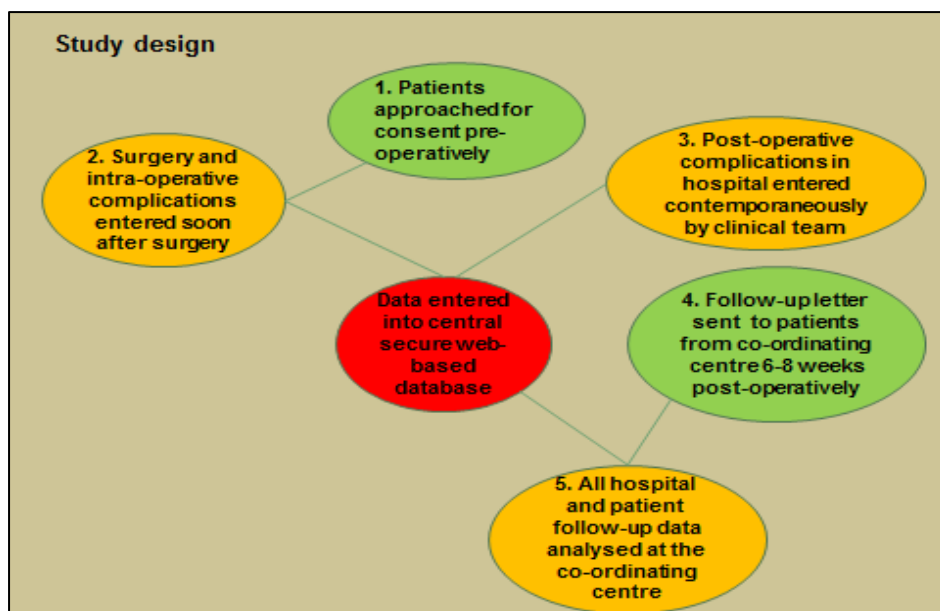 Study design
1. Patients
approached for
consent pre-
operatively
2. Surgery and
intra-operative
complications
entered soon
after surgery
3. Post-operative
complications in
hospital entered
contemporaneously
by clinical team
Data entered
into central
secure web-
based
database
4. Follow-up letter
sent to patients
from co-ordinating
centre 6-8 weeks
post-operatively
5. All hospital
and patient
follow-up data
analysed at the
co-ordinating
centre